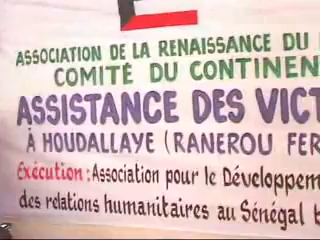 ASSOCIATION DE LA RENAISSANCE DU
COMITÉ DU CONTINEN
ASSISTANCE DES VICT
À HOUDALLAYE (RANEROU FER
Exécution : Association pour le Développem
des relations humanitaires au Sénégal